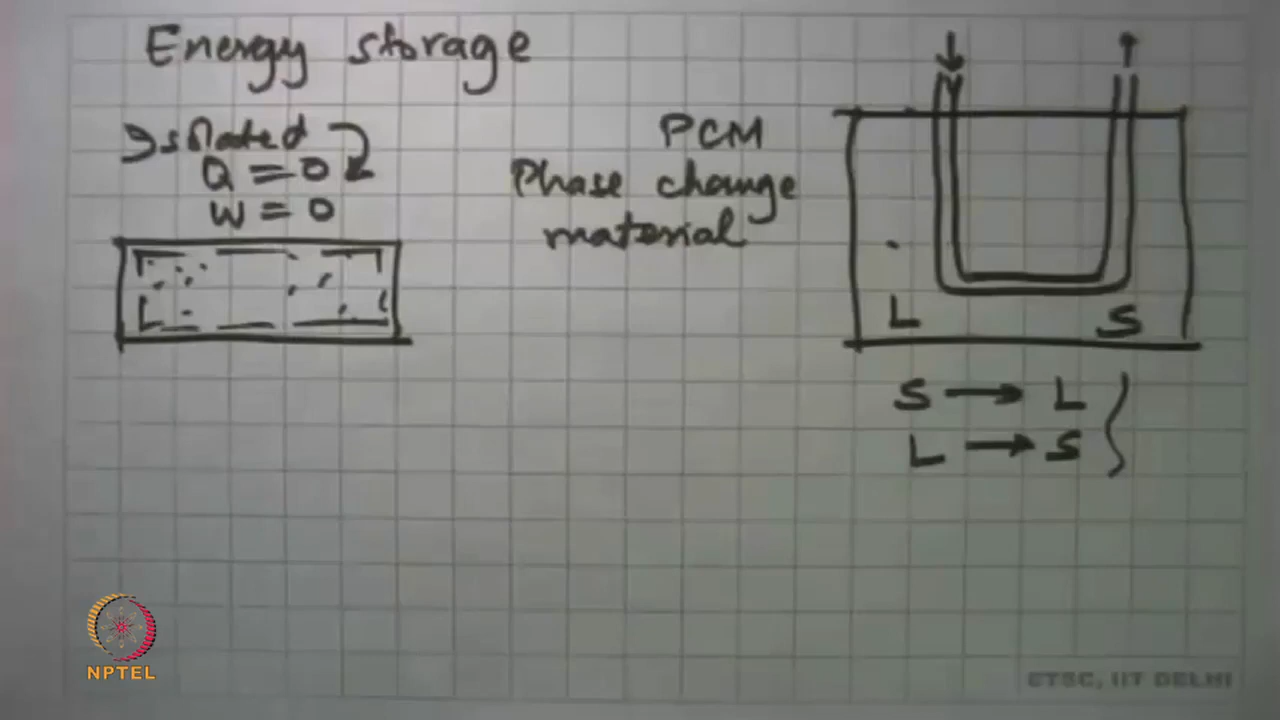 Energy storage
Isolated
Q = 0
W = 0
PCM
Phase change
material
L S
S → L
L → S
NPTEL
ETSC, IIT DELHI